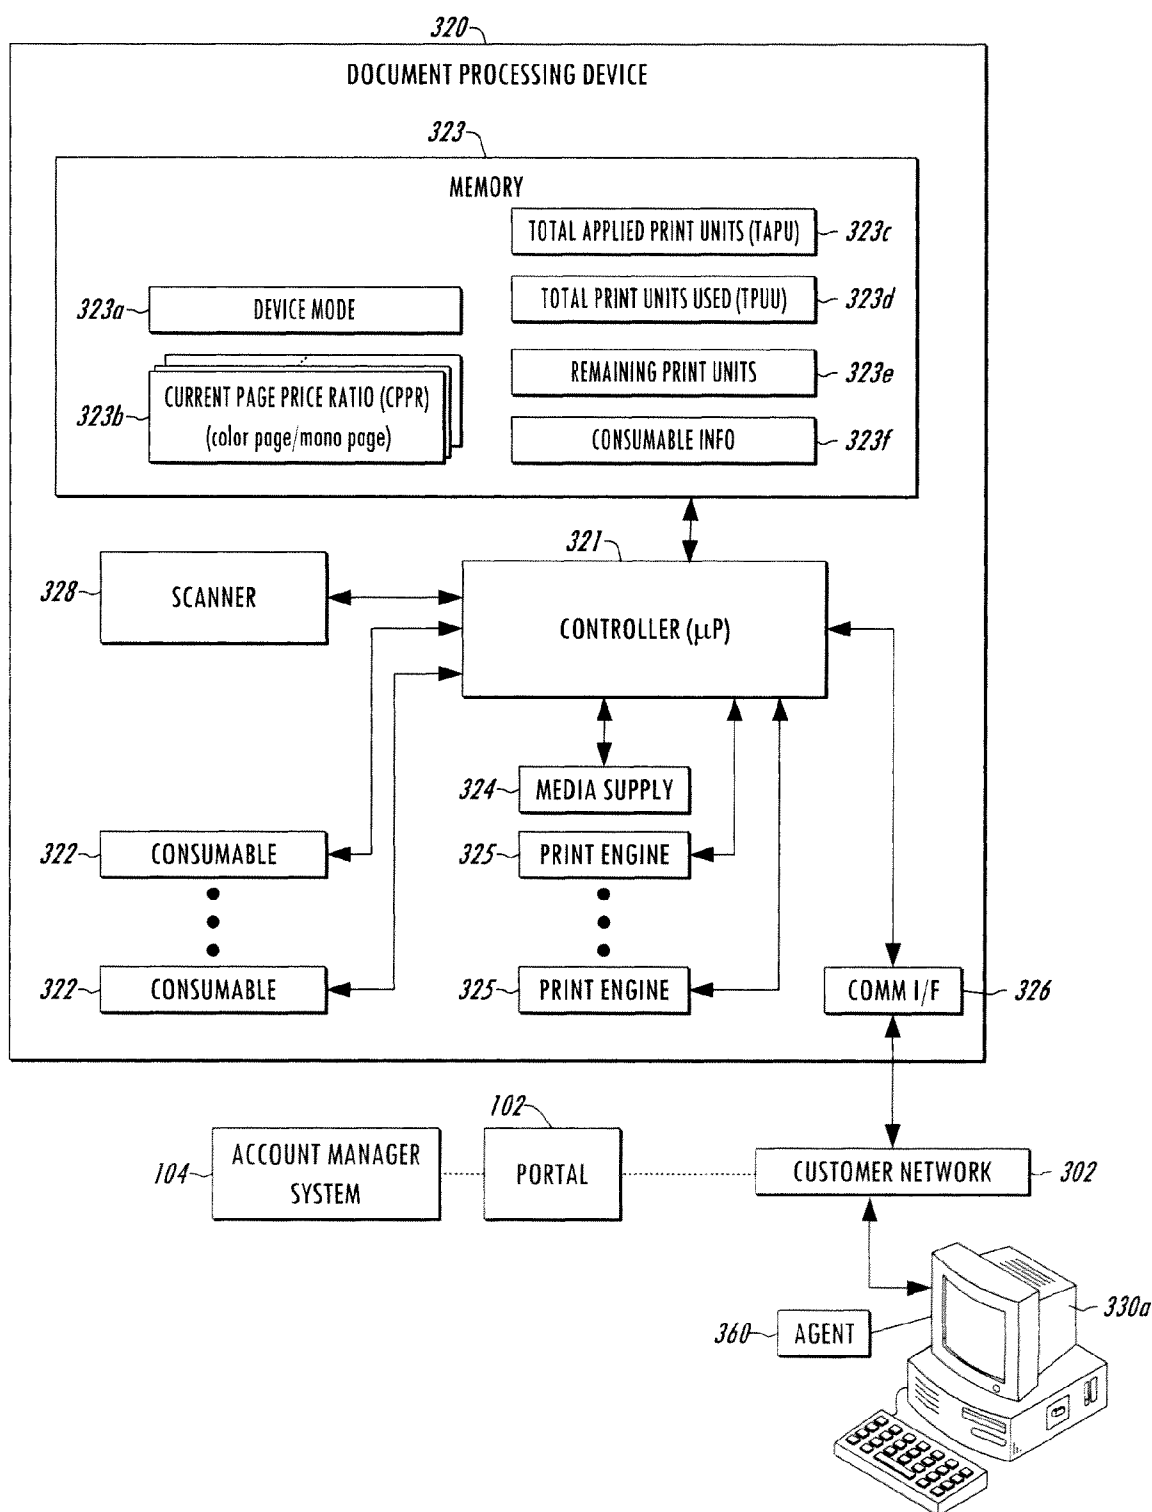 320
DOCUMENT PROCESSING DEVICE
323
MEMORY
TOTAL APPLIED PRINT UNITS (TAPU)
323c
323a
DEVICE MODE
TOTAL PRINT UNITS USED (TPUU)
323d
323b
CURRENT PAGE PRICE RATIO (CPPR)
(color page/mono page)
REMAINING PRINT UNITS
323e
CONSUMABLE INFO
323f
321
328
SCANNER
CONTROLLER (μP)
324
MEDIA SUPPLY
322
CONSUMABLE
325
PRINT ENGINE
322
CONSUMABLE
325
PRINT ENGINE
COMM I/F
326
102
104
ACCOUNT MANAGER
SYSTEM
PORTAL
CUSTOMER NETWORK
302
360
AGENT
330a